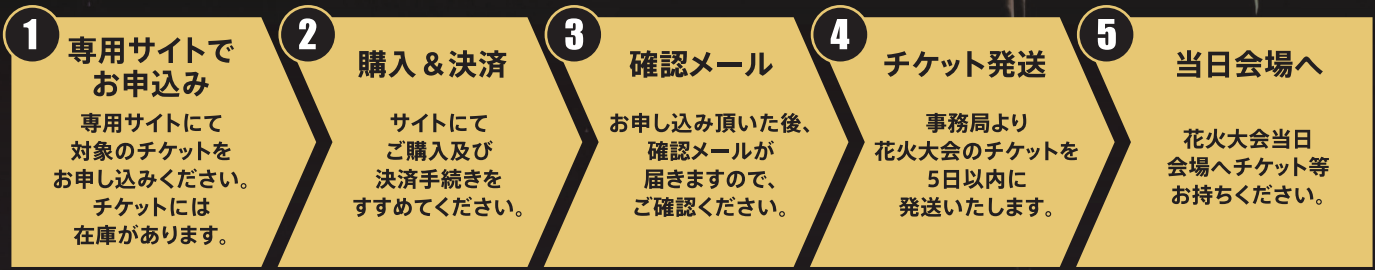 1
専用サイトで
お申込み
専用サイトにて
対象のチケットを
お申し込みください。
チケットには
在庫があります。
2
購入&決済
サイトにて
ご購入及び
決済手続きを
すすめてください。
3
確認メール
お申し込み頂いた後、
確認メールが
届きますので、
ご確認ください。
4
チケット発送
事務局より
花火大会のチケットを
5日以内に
発送いたします。
5
当日会場へ
花火大会当日
会場へチケット等
お持ちください。